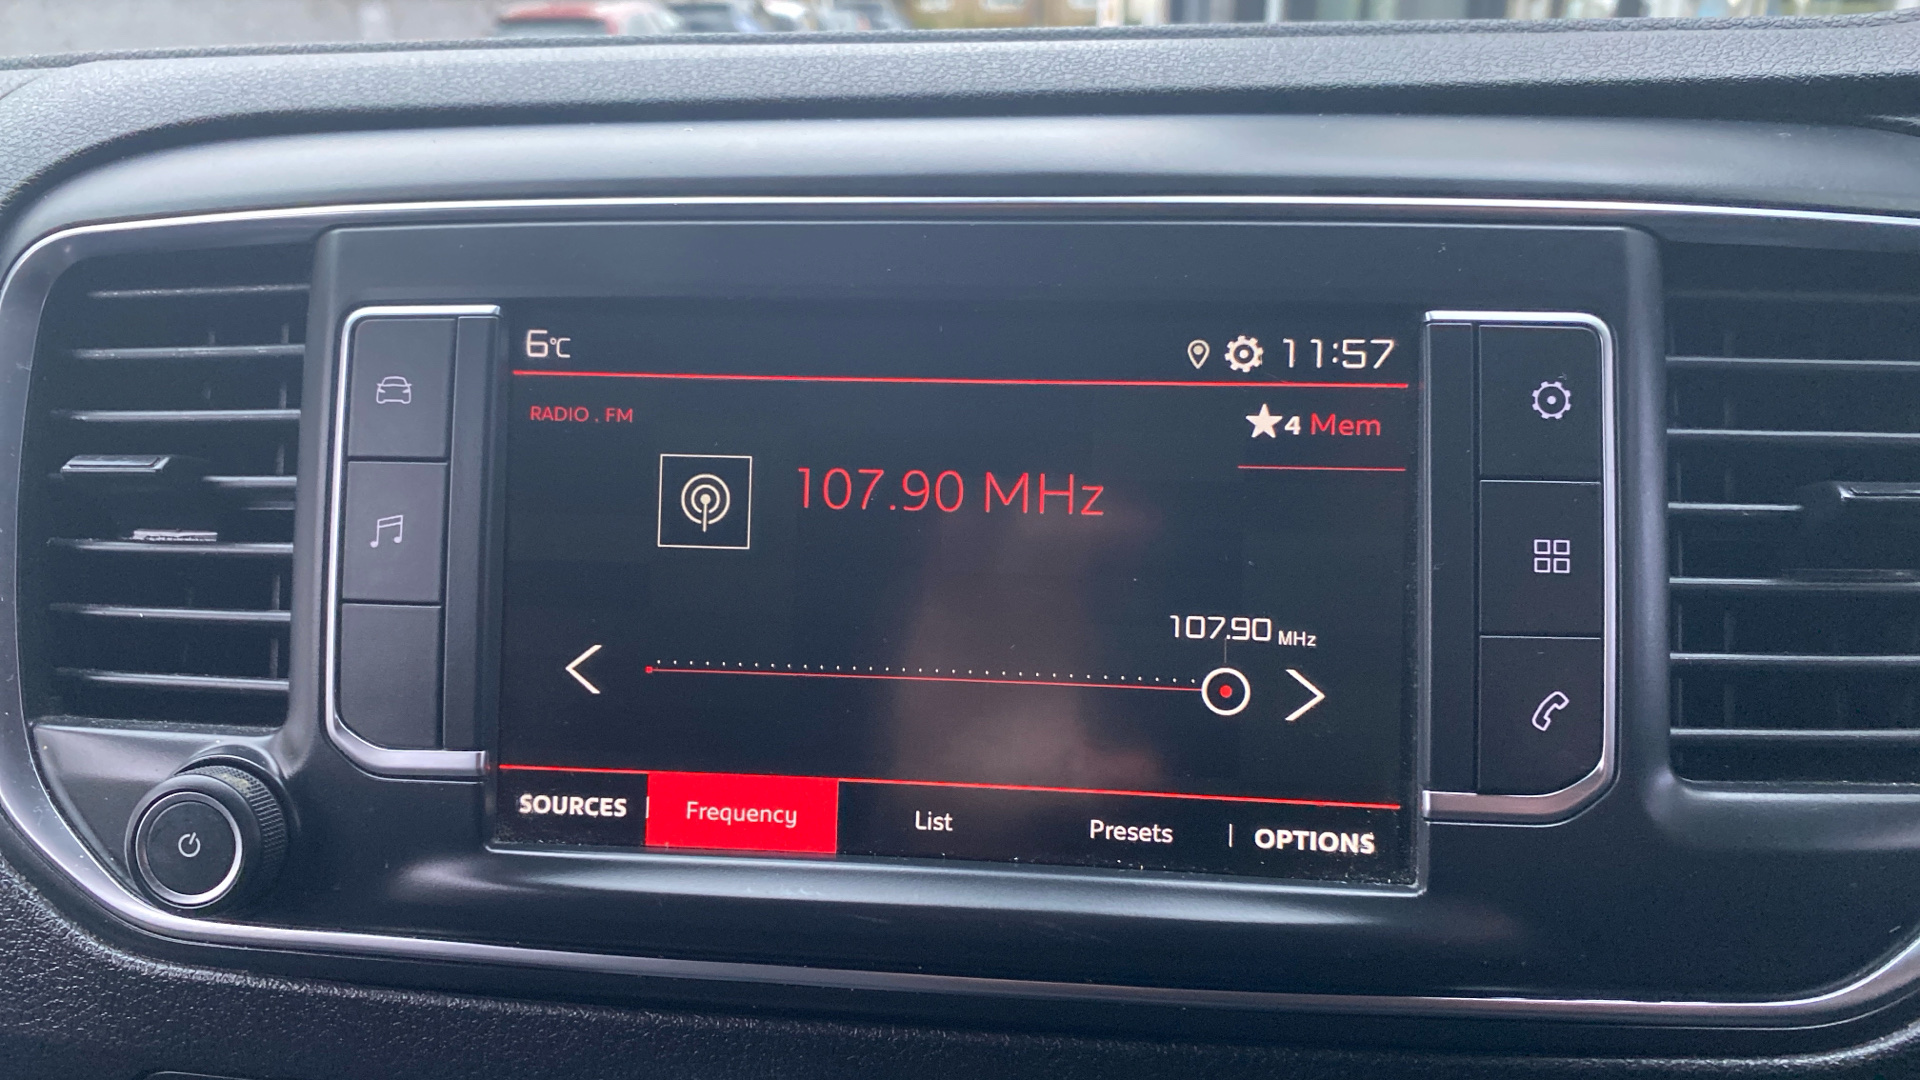 6°C 11:57
RADIO . FM
4 Mem
107.90 MHz
107.90 MHz
SOURCES | Frequency List Presets | OPTIONS